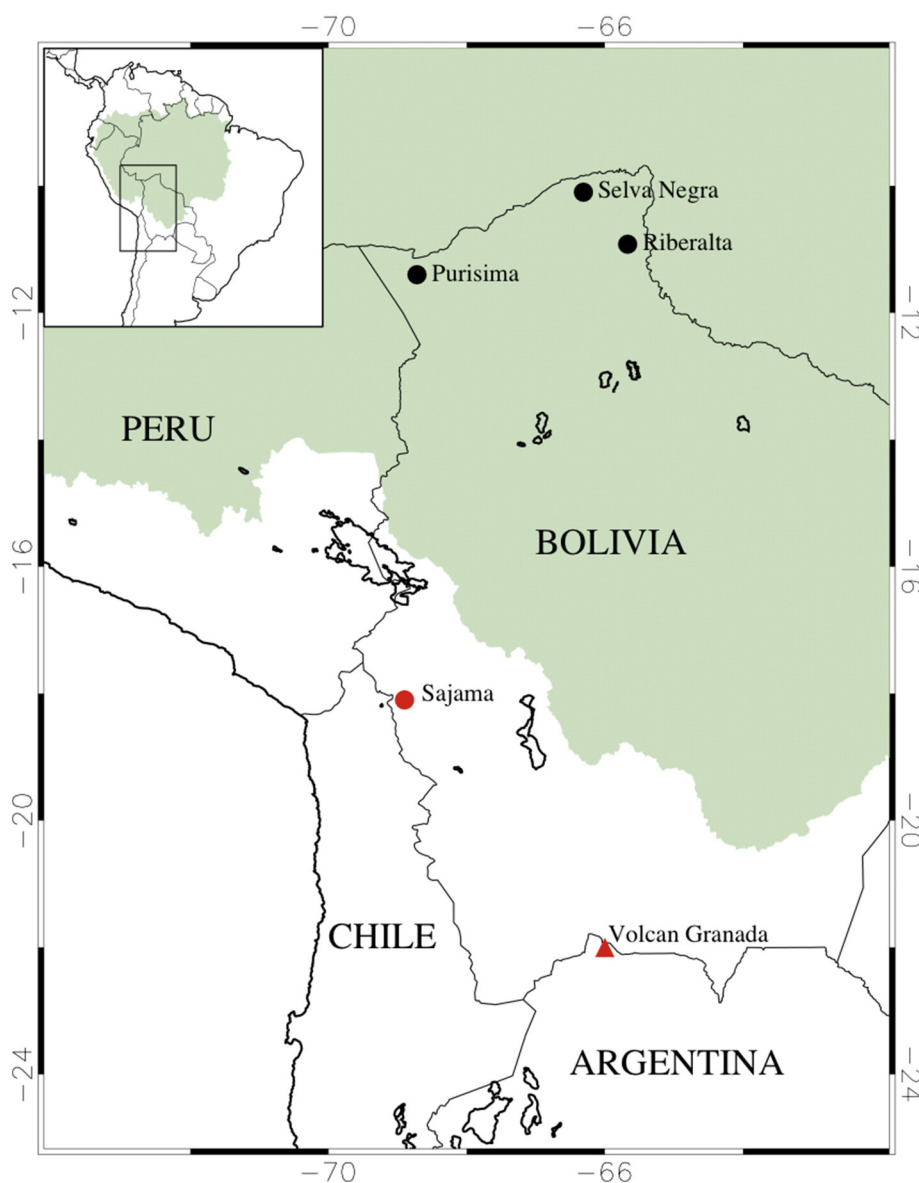 −70
−66
Selva Negra
Riberalta
Purisima
−12
−12
PERU
BOLIVIA
−16
−16
Sajama
−20
−20
Volcan Granada
CHILE
ARGENTINA
−24
−24
−70
−66